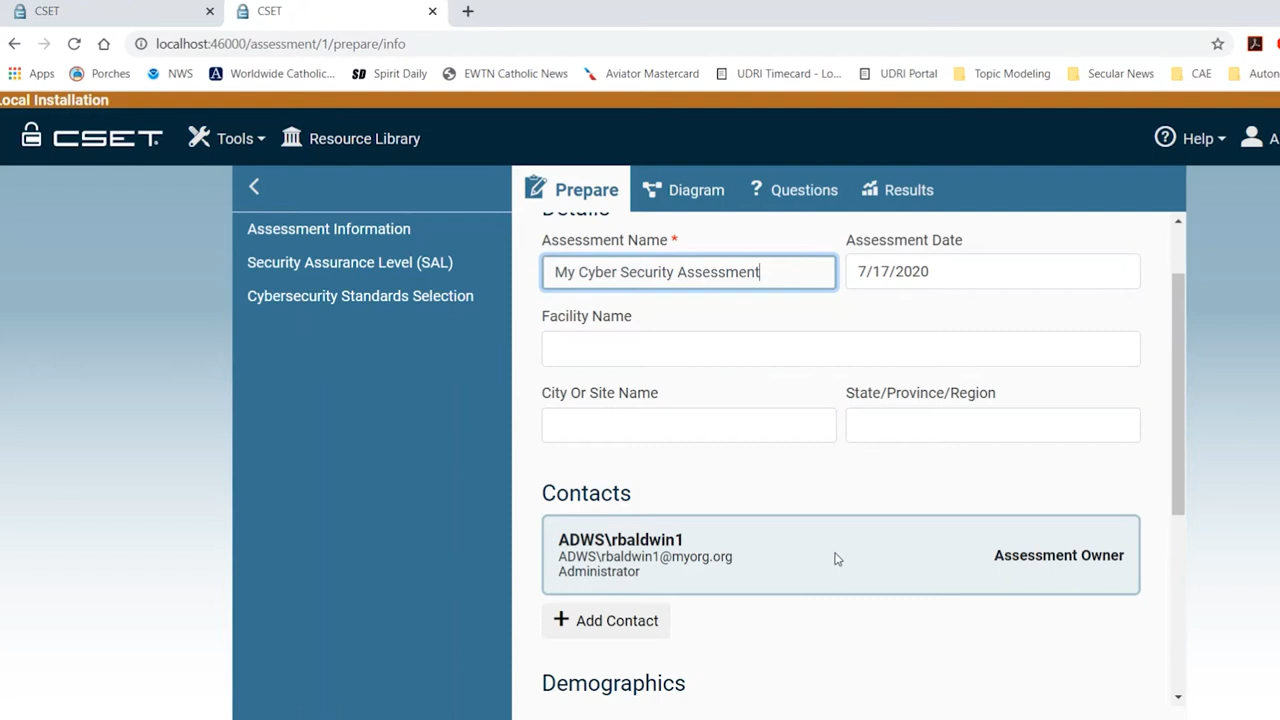 CSET
CSET
localhost:46000/assessment/1/prepare/info
Apps Porches NWS Worldwide Catholic... Spirit Daily EWTN Catholic News Aviator Mastercard UDRI Timecard - Lo... UDRI Portal Topic Modeling Secular News CAE Auton
Local Installation
CSET Tools Resource Library Help A
Prepare Diagram Questions Results
Assessment Information
Security Assurance Level (SAL)
Cybersecurity Standards Selection
Details
Assessment Name * Assessment Date
My Cyber Security Assessment 7/17/2020
Facility Name
City Or Site Name State/Province/Region
Contacts
ADWS\rbaldwin1
ADWS\rbaldwin1@myorg.org
Administrator
Assessment Owner
+ Add Contact
Demographics